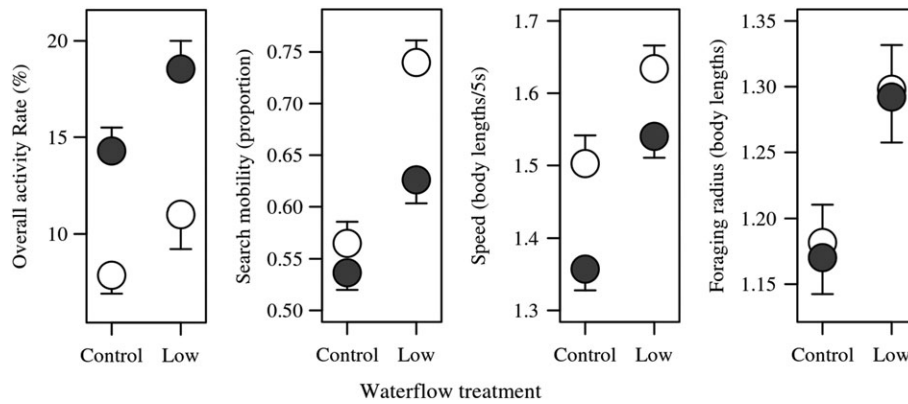 Overall activity Rate (%)
20
15
10
Control
Low
Search mobility (proportion)
0.75
0.70
0.65
0.60
0.55
0.50
Control
Low
Speed (body lengths/5s)
1.7
1.6
1.5
1.4
1.3
Control
Low
Foraging radius (body lengths)
1.35
1.30
1.25
1.20
1.15
Control
Low
Waterflow treatment